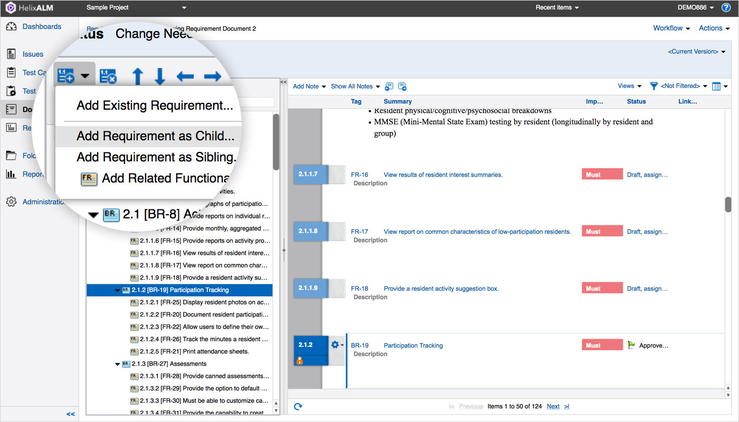 HelixALM
Sample Project
Recent Items
DEMO886
Dashboards
Requirement Document 2
Workflow
Actions
Change Nee
<Current Version>
Issues
Test Ca
Add Existing Requirement...
Add Requirement as Child...
Add Requirement as Sibling.
FR Add Related Functiona
BR 2.1 [BR-8] Ac
Fold
Report
Administratio
<<
Add Note
Show All Notes
Views
<Not Filtered>
Tag
Summary
Imp...
Status
Link...
• Resident physical/cognitive/psychosocial breakdowns
• MMSE (Mini-Mental State Exam) testing by resident (longitudinally by resident and
group)
2.1.1.7
FR-16
View results of resident interest summaries.
Must
Draft, assign...
Description
2.1.1.8
FR-17
View report on common characteristics of low-participation residents.
Must
Draft, assign...
Description
2.1.1.9
FR-18
Provide a resident activity suggestion box.
Must
Draft, assign...
Description
2.1.2
BR-19
Participation Tracking
Must
Approve...
Description
Provide reports on individual r...
[FR-14] Provide monthly, aggregated ...
2.1.1.6 [FR-15] Provide reports on activity pro...
2.1.1.7 [FR-16] View results of resident intere...
2.1.1.8 [FR-17] View report on common char...
2.1.1.9 [FR-18] Provide a resident activity su...
2.1.2 [BR-19] Participation Tracking
2.1.2.1 [FR-25] Display resident photos on ac...
2.1.2.2 [FR-20] Document resident participati...
2.1.2.3 [FR-22] Allow users to define their ow...
2.1.2.4 [FR-26] Track the minutes a resident ...
2.1.2.6 [FR-21] Print attendance sheets.
2.1.3 [BR-27] Assessments
2.1.3.1 [FR-28] Provide canned assessments...
2.1.3.2 [FR-29] Provide the option to default ...
2.1.3.3 [FR-30] Must be able to customize ca...
2.1.3.4 [FR-31] Provide the capability to creat...
Previous
Items 1 to 50 of 124
Next